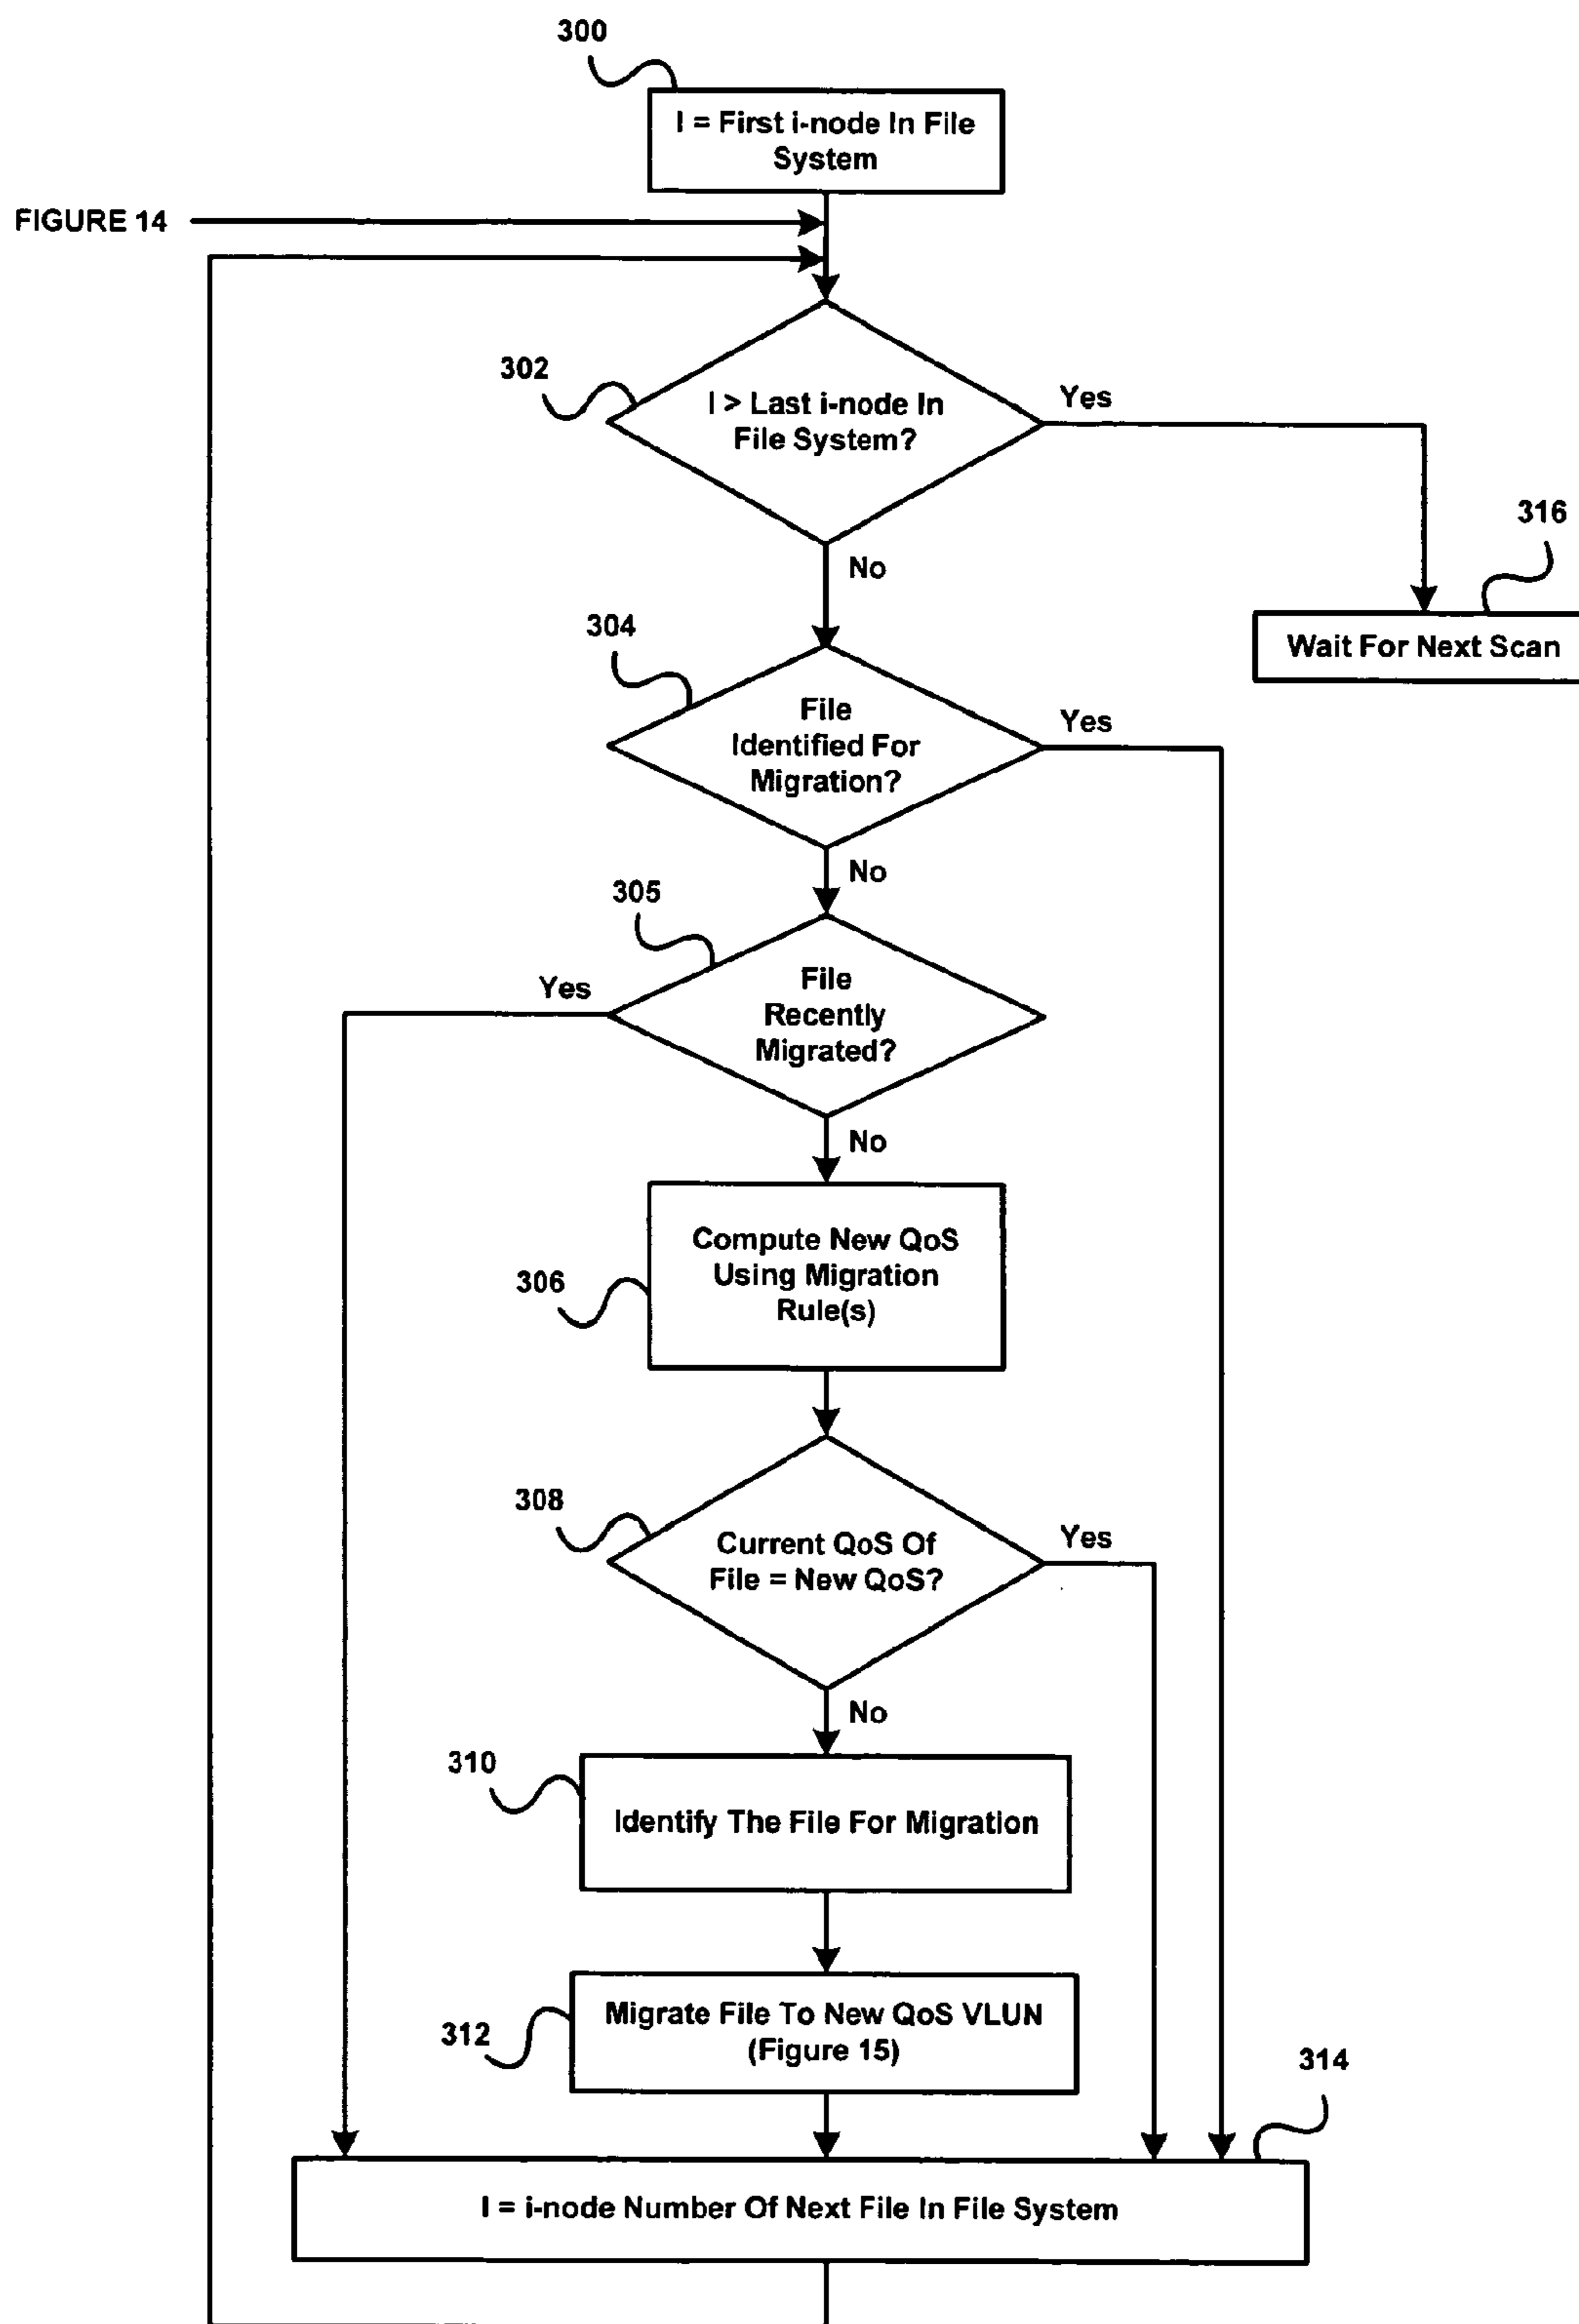 300
I = First i-node In File
System
FIGURE 14
302
I > Last i-node In
File System?
Yes
316
No
Wait For Next Scan
304
File
Identified For
Migration?
Yes
No
305
File
Recently
Migrated?
Yes
No
Compute New QoS
Using Migration
Rule(s)
306
308
Current QoS Of
File = New QoS?
Yes
No
310
Identify The File For Migration
Migrate File To New QoS VLUN
(Figure 15)
312
314
I = i-node Number Of Next File In File System